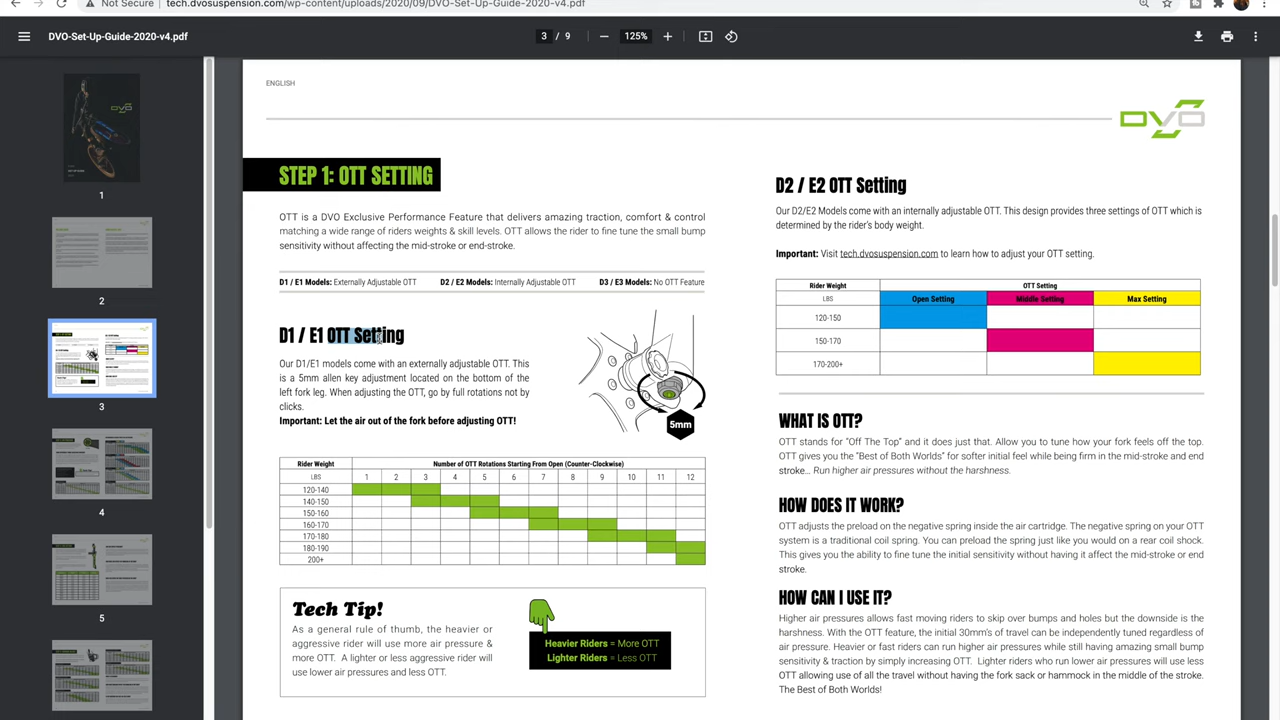 Not Secure | tech.dvosuspension.com/wp-content/uploads/2020/09/DVO-Set-Up-Guide-2020-v4.pdf
DVO-Set-Up-Guide-2020-v4.pdf
3 / 9
125%
1
2
3
4
5
ENGLISH
DVO
STEP 1: OTT SETTING
OTT is a DVO Exclusive Performance Feature that delivers amazing traction, comfort & control
matching a wide range of riders weights & skill levels. OTT allows the rider to fine tune the small bump
sensitivity without affecting the mid-stroke or end-stroke.
D1 / E1 Models: Externally Adjustable OTT D2 / E2 Models: Internally Adjustable OTT D3 / E3 Models: No OTT Feature
D1 / E1 OTT Setting
Our D1/E1 models come with an externally adjustable OTT. This
is a 5mm allen key adjustment located on the bottom of the
left fork leg. When adjusting the OTT, go by full rotations not by
clicks.
Important: Let the air out of the fork before adjusting OTT!
5mm
Rider Weight Number of OTT Rotations Starting From Open (Counter-Clockwise)
LBS 1 2 3 4 5 6 7 8 9 10 11 12
120-140
140-150
150-160
160-170
170-180
180-190
200+
Tech Tip!
As a general rule of thumb, the heavier or
aggressive rider will use more air pressure &
more OTT. A lighter or less aggressive rider will
use lower air pressures and less OTT.
Heavier Riders = More OTT
Lighter Riders = Less OTT
D2 / E2 OTT Setting
Our D2/E2 Models come with an internally adjustable OTT. This design provides three settings of OTT which is
determined by the rider's body weight.
Important: Visit tech.dvosuspension.com to learn how to adjust your OTT setting.
Rider Weight OTT Setting
LBS Open Setting Middle Setting Max Setting
120-150
150-170
170-200+
WHAT IS OTT?
OTT stands for "Off The Top" and it does just that. Allow you to tune how your fork feels off the top.
OTT gives you the "Best of Both Worlds" for softer initial feel while being firm in the mid-stroke and end
stroke... Run higher air pressures without the harshness.
HOW DOES IT WORK?
OTT adjusts the preload on the negative spring inside the air cartridge. The negative spring on your OTT
system is a traditional coil spring. You can preload the spring just like you would on a rear coil shock.
This gives you the ability to fine tune the initial sensitivity without having it affect the mid-stroke or end
stroke.
HOW CAN I USE IT?
Higher air pressures allows fast moving riders to skip over bumps and holes but the downside is the
harshness. With the OTT feature, the initial 30mm's of travel can be independently tuned regardless of
air pressure. Heavier or fast riders can run higher air pressures while still having amazing small bump
sensitivity & traction by simply increasing OTT. Lighter riders who run lower air pressures will use less
OTT allowing use of all the travel without having the fork sack or hammock in the middle of the stroke.
The Best of Both Worlds!